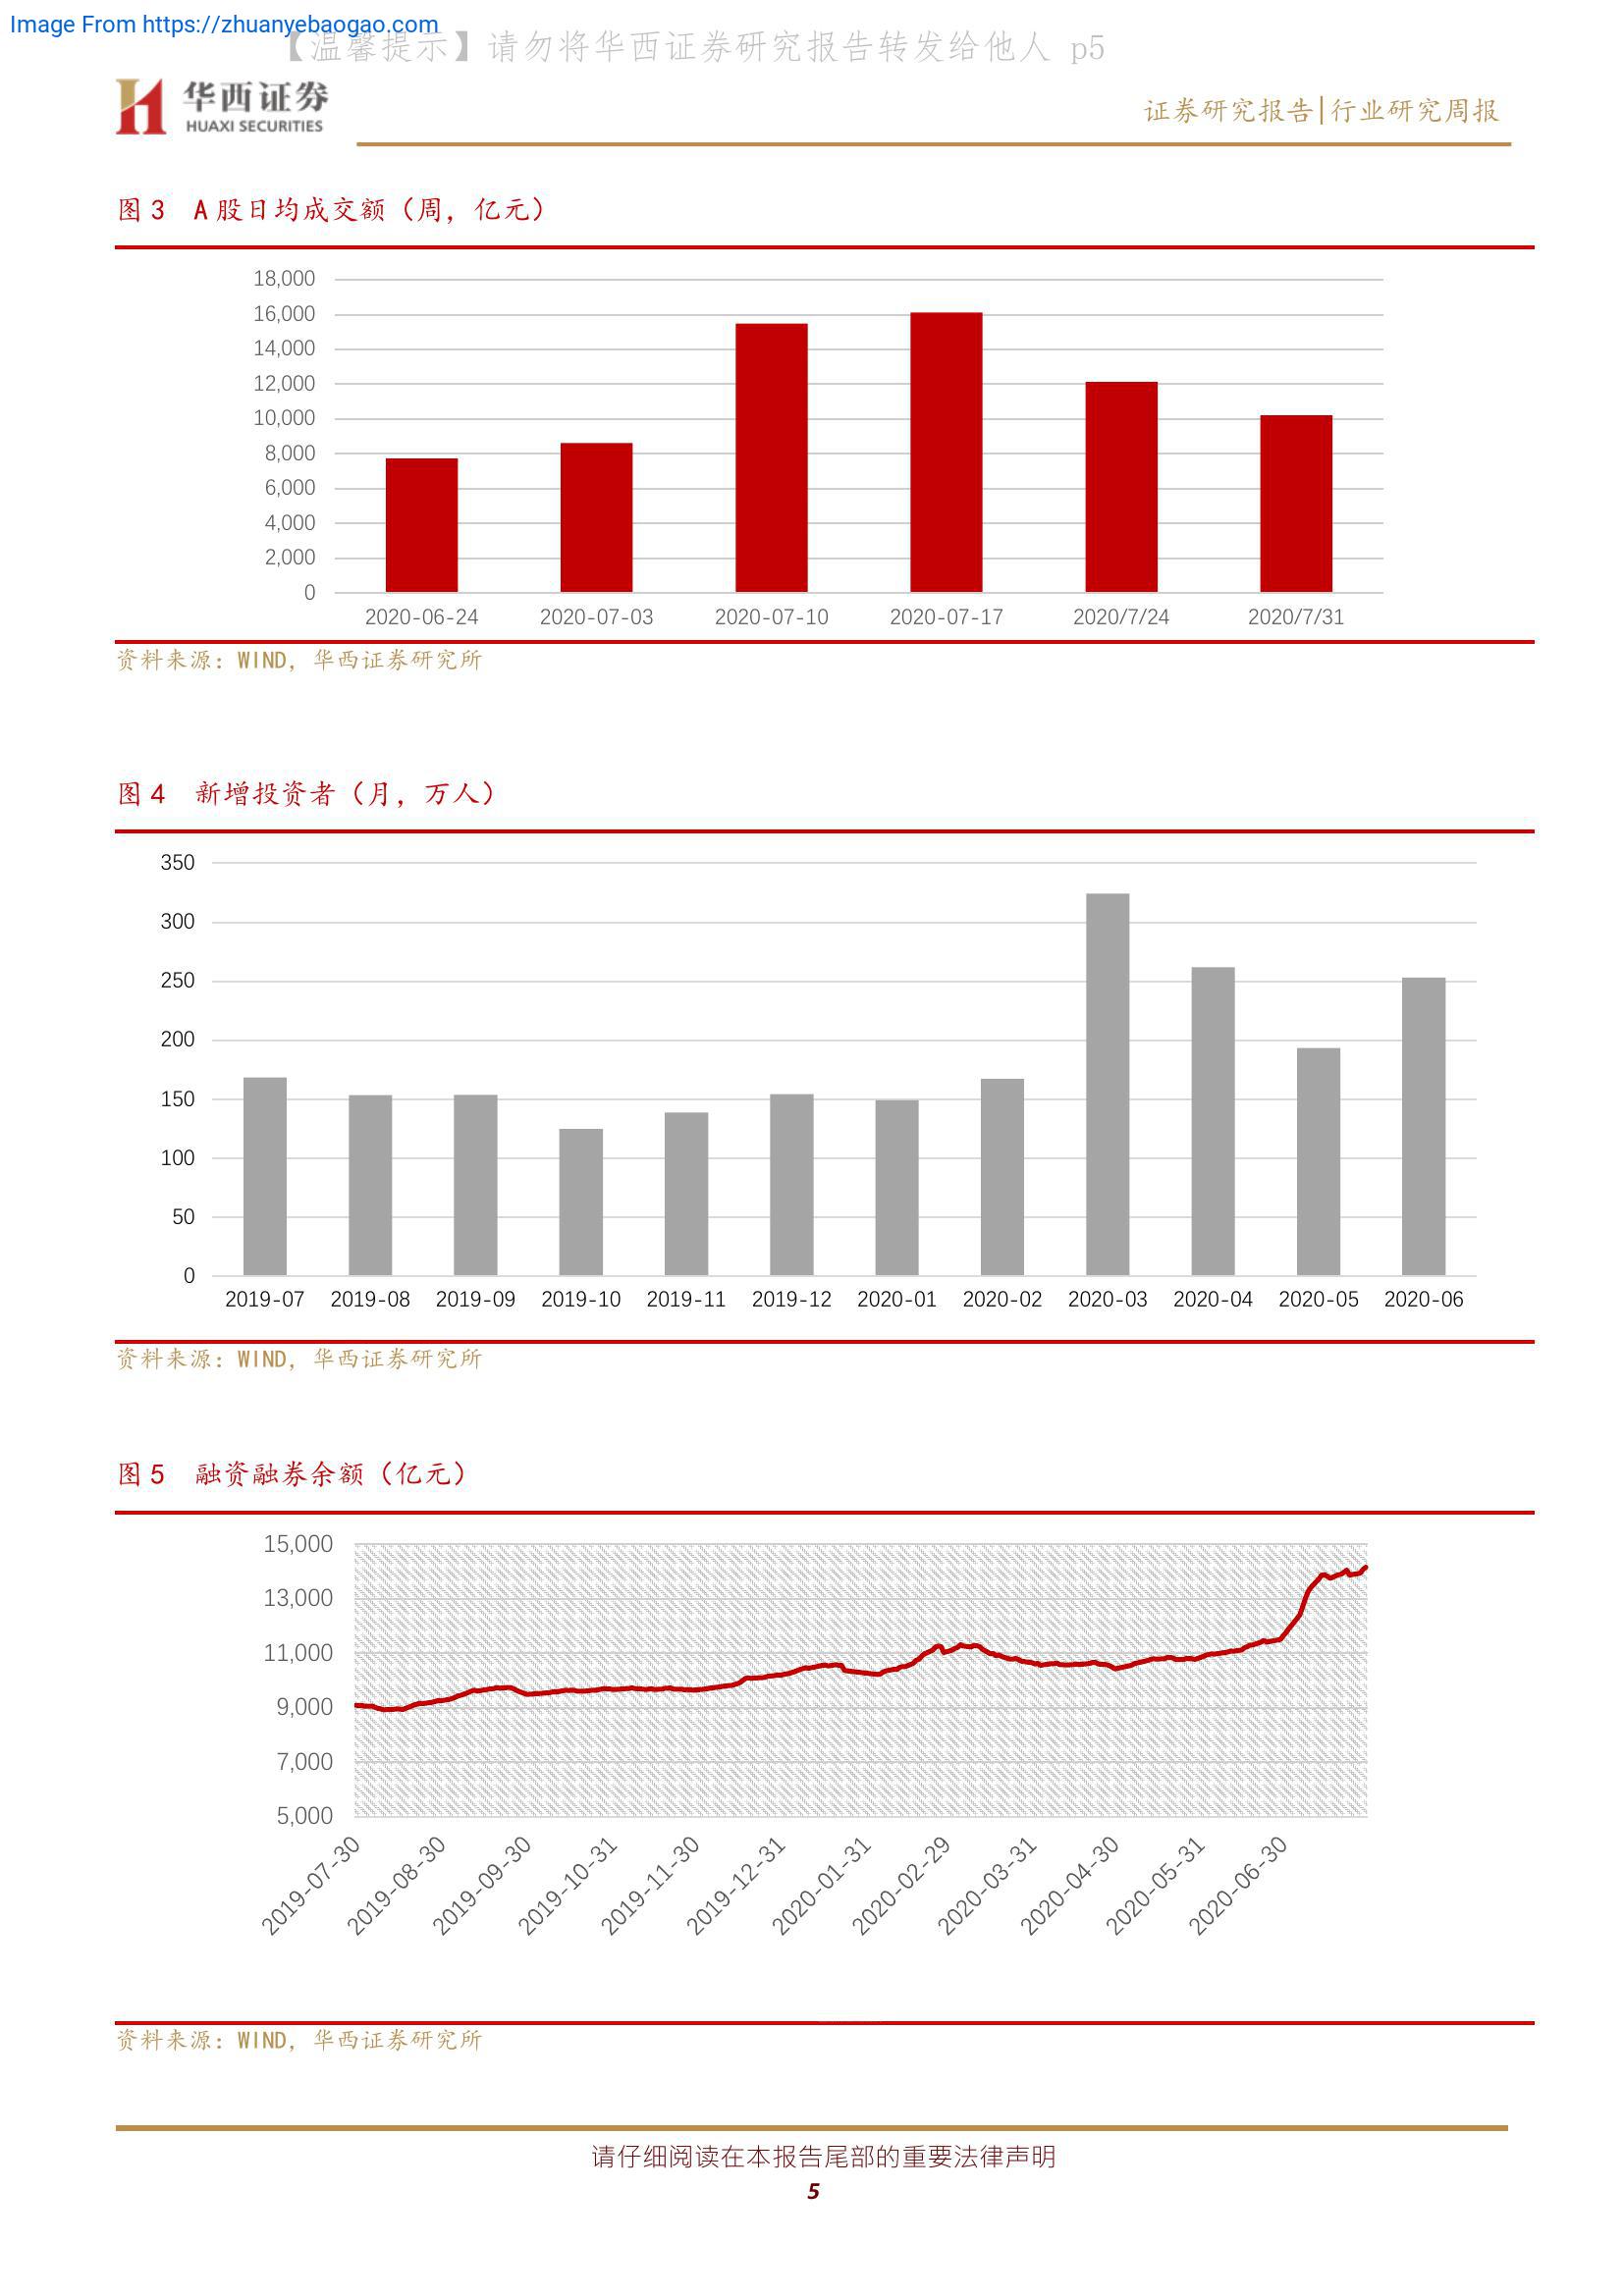 Image From https://zhuanyebaogao.com
【温馨提示】请勿将华西证券研究报告转发给他人 p5
华西证券
HUAXI SECURITIES
证券研究报告|行业研究周报
图 3 A 股日均成交额（周，亿元）
18,000
16,000
14,000
12,000
10,000
8,000
6,000
4,000
2,000
0
2020-06-24 2020-07-03 2020-07-10 2020-07-17 2020/7/24 2020/7/31
资料来源：WIND，华西证券研究所
图 4 新增投资者（月，万人）
350
300
250
200
150
100
50
0
2019-07 2019-08 2019-09 2019-10 2019-11 2019-12 2020-01 2020-02 2020-03 2020-04 2020-05 2020-06
资料来源：WIND，华西证券研究所
图 5 融资融券余额（亿元）
15,000
13,000
11,000
9,000
7,000
5,000
2019-07-30 2019-08-30 2019-09-30 2019-10-31 2019-11-30 2019-12-31 2020-01-31 2020-02-29 2020-03-31 2020-04-30 2020-05-31 2020-06-30
资料来源：WIND，华西证券研究所
请仔细阅读在本报告尾部的重要法律声明
5